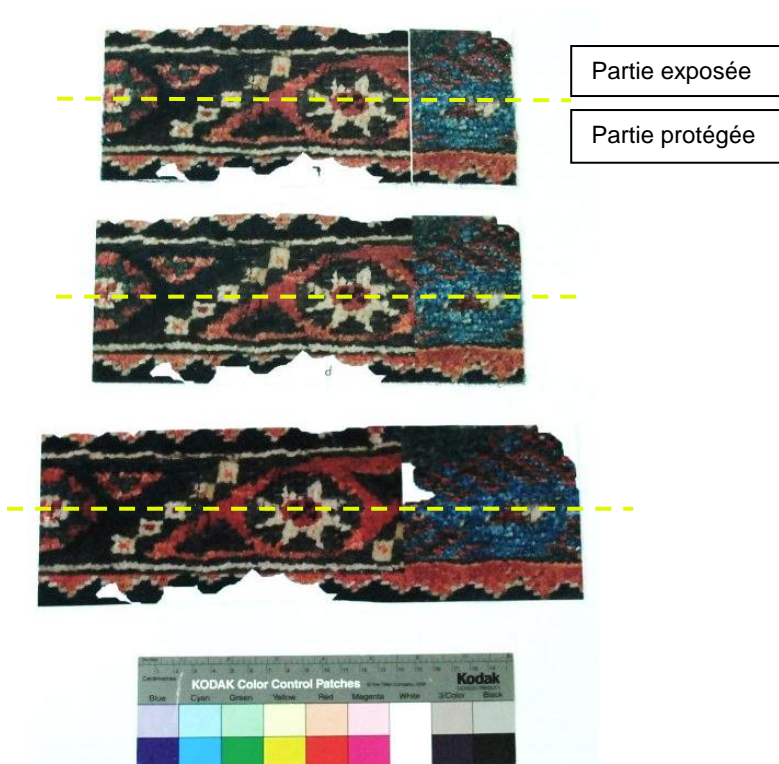 Partie exposée
Partie protégée
d
Centimetres
KODAK Color Control Patches
Kodak
Blue Cyan Green Yellow Red Magenta White 3/Color Black